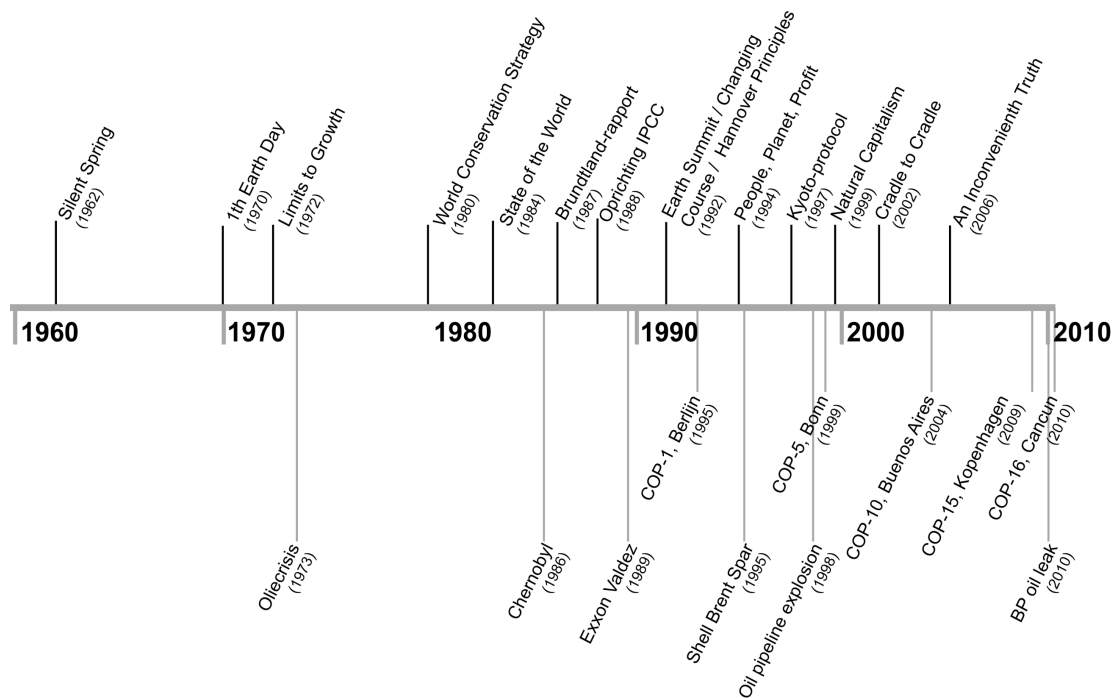 Silent Spring
(1962)
1th Earth Day
(1970)
Limits to Growth
(1972)
World Conservation Strategy
(1980)
State of the World
(1984)
Brundtland-rapport
(1987)
Oprichting IPCC
(1988)
Earth Summit / Changing
Course / Hannover Principles
(1992)
People, Planet, Profit
(1994)
Kyoto-protocol
(1997)
Natural Capitalism
(1999)
Cradle to Cradle
(2002)
An Inconvenienth Truth
(2006)
1960
1970
1980
1990
2000
2010
COP-1, Berlijn
(1995)
COP-5, Bonn
(1999)
COP-10, Buenos Aires
(2004)
COP-15, Kopenhagen
(2009)
COP-16, Cancun
(2010)
Oliecrisis
(1973)
Chernobyl
(1986)
Exxon Valdez
(1989)
Shell Brent Spar
(1995)
Oil pipeline explosion
(1998)
BP oil leak
(2010)